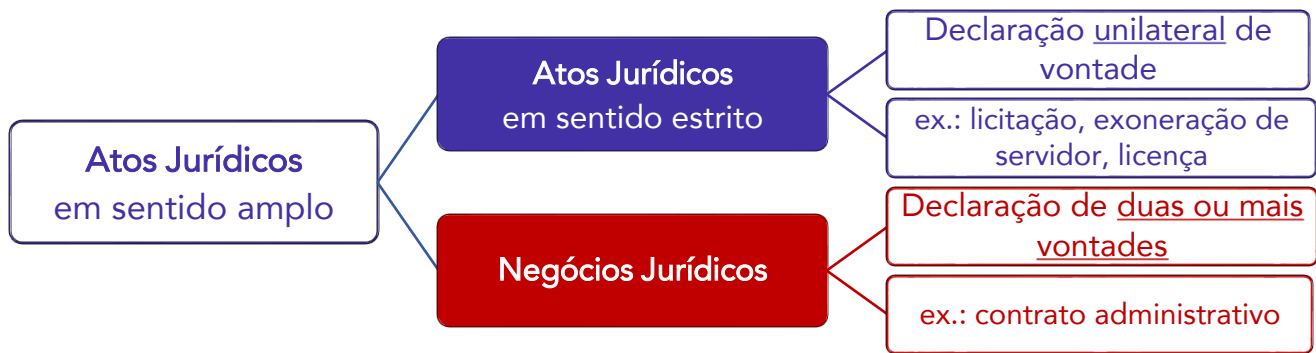 Atos Jurídicos
em sentido amplo
Atos Jurídicos
em sentido estrito
Declaração unilateral de
vontade
ex.: licitação, exoneração de
servidor, licença
Negócios Jurídicos
Declaração de duas ou mais
vontades
ex.: contrato administrativo